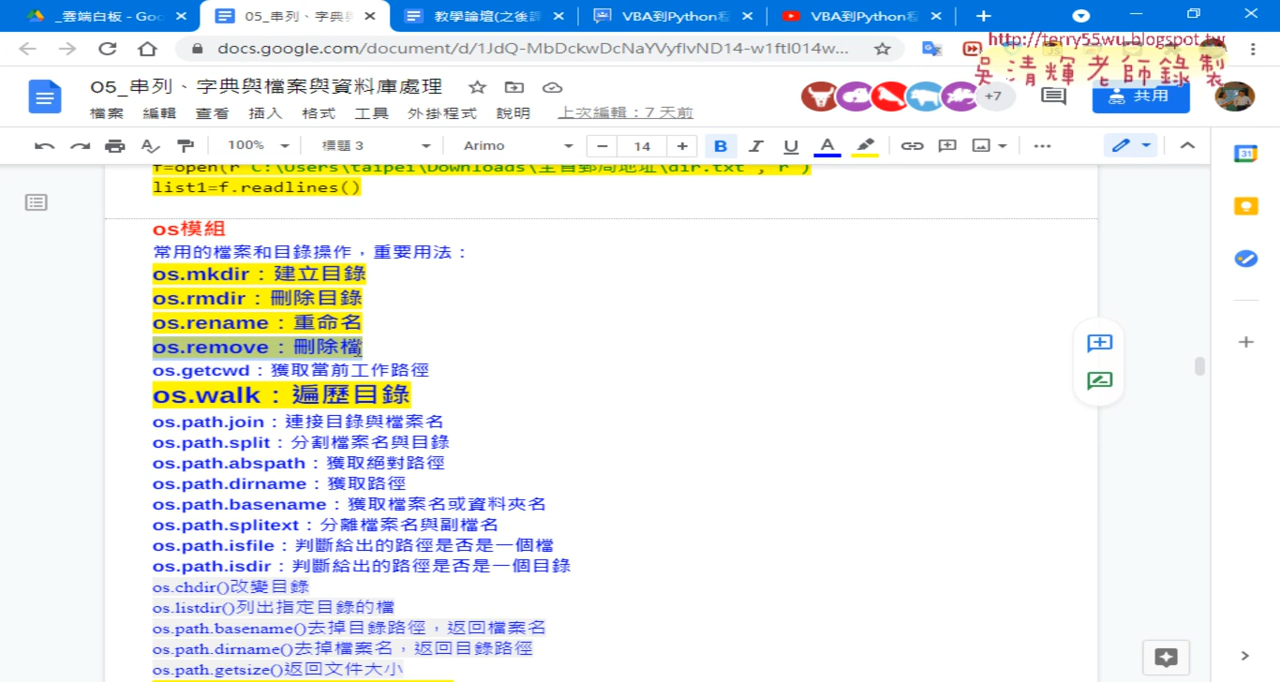 _雲端白板 - Goo
05_串列、字典與
教學論壇(之後
VBA到Python程
VBA到Python程
docs.google.com/document/d/1JdQ-MbDckwDcNaYVyflvND14-w1ftl014w...
http://terry55.wu.blogspot.tw
吳清輝老師錄製
05_串列、字典與檔案與資料庫處理
+7
共用
檔案 編輯 查看 插入 格式 工具 外掛程式 說明 上次編輯：7 天前
100% 標題 3 Arimo 14 B I U A
f=open(r'C:\Users\taipei\Downloads\全省郵局地址\dir.txt','r')
list1=f.readlines()
os模組
常用的檔案和目錄操作，重要用法：
os.mkdir：建立目錄
os.rmdir：刪除目錄
os.rename：重命名
os.remove：刪除檔
os.getcwd：獲取當前工作路徑
os.walk：遍歷目錄
os.path.join：連接目錄與檔案名
os.path.split：分割檔案名與目錄
os.path.abspath：獲取絕對路徑
os.path.dirname：獲取路徑
os.path.basename：獲取檔案名或資料夾名
os.path.splitext：分離檔案名與副檔名
os.path.isfile：判斷給出的路徑是否是一個檔
os.path.isdir：判斷給出的路徑是否是一個目錄
os.chdir()改變目錄
os.listdir()列出指定目錄的檔
os.path.basename()去掉目錄路徑，返回檔案名
os.path.dirname()去掉檔案名，返回目錄路徑
os.path.getsize()返回文件大小
31